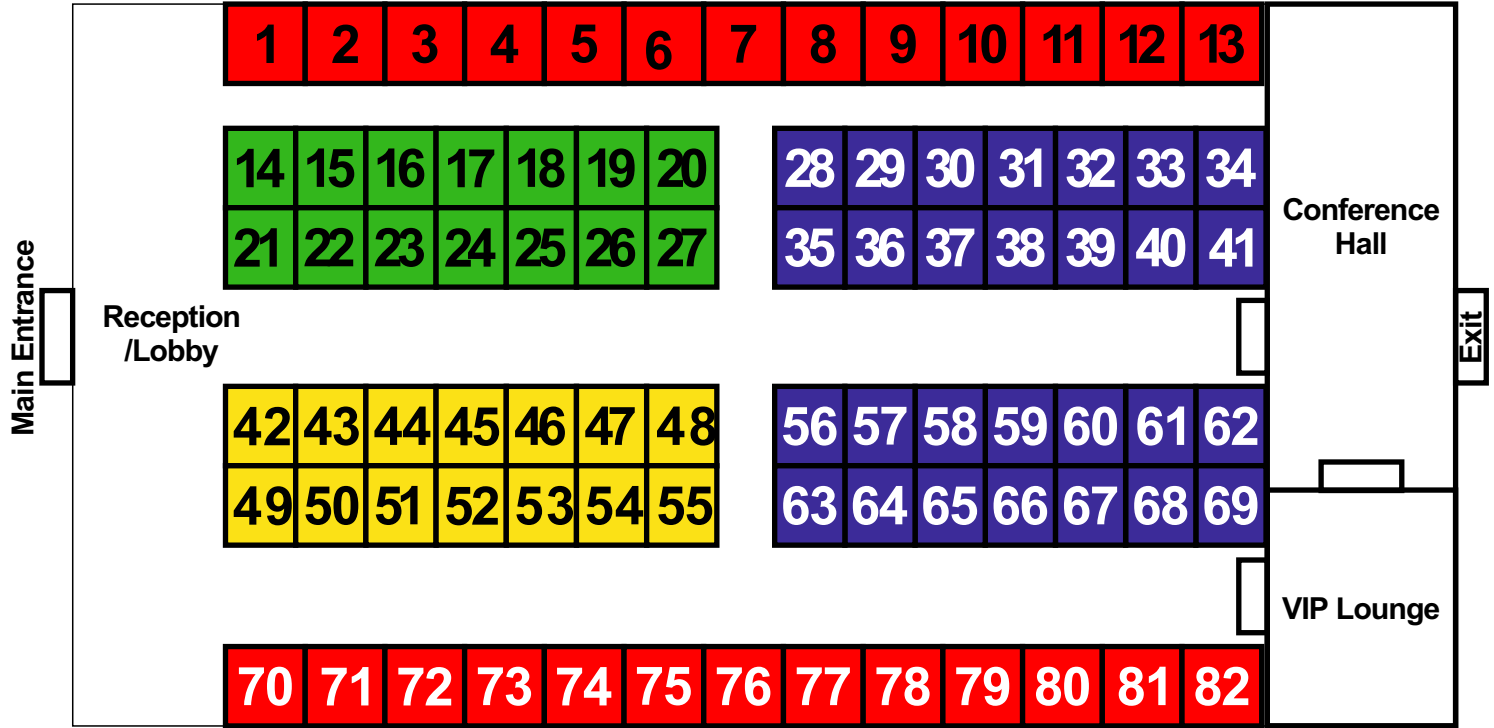 1 2 3 4 5 6 7 8 9 10 11 12 13
14 15 16 17 18 19 20 28 29 30 31 32 33 34
21 22 23 24 25 26 27 35 36 37 38 39 40 41
Conference
Hall
Main Entrance
Reception
/Lobby
Exit
42 43 44 45 46 47 48 56 57 58 59 60 61 62
49 50 51 52 53 54 55 63 64 65 66 67 68 69
VIP Lounge
70 71 72 73 74 75 76 77 78 79 80 81 82